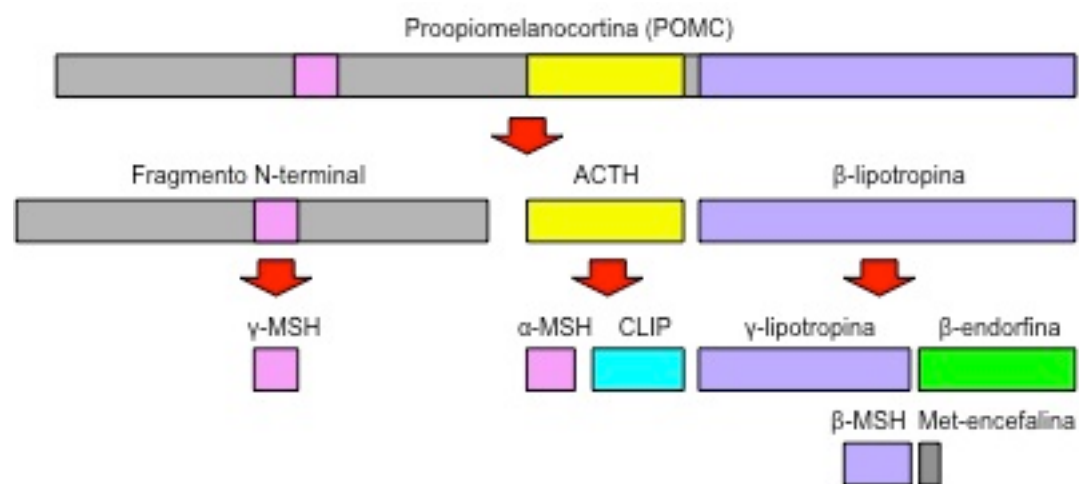 Proopiomelanocortina (POMC)
Fragmento N-terminal ACTH β-lipotropina
γ-MSH α-MSH CLIP γ-lipotropina β-endorfina
β-MSH Met-encefalina